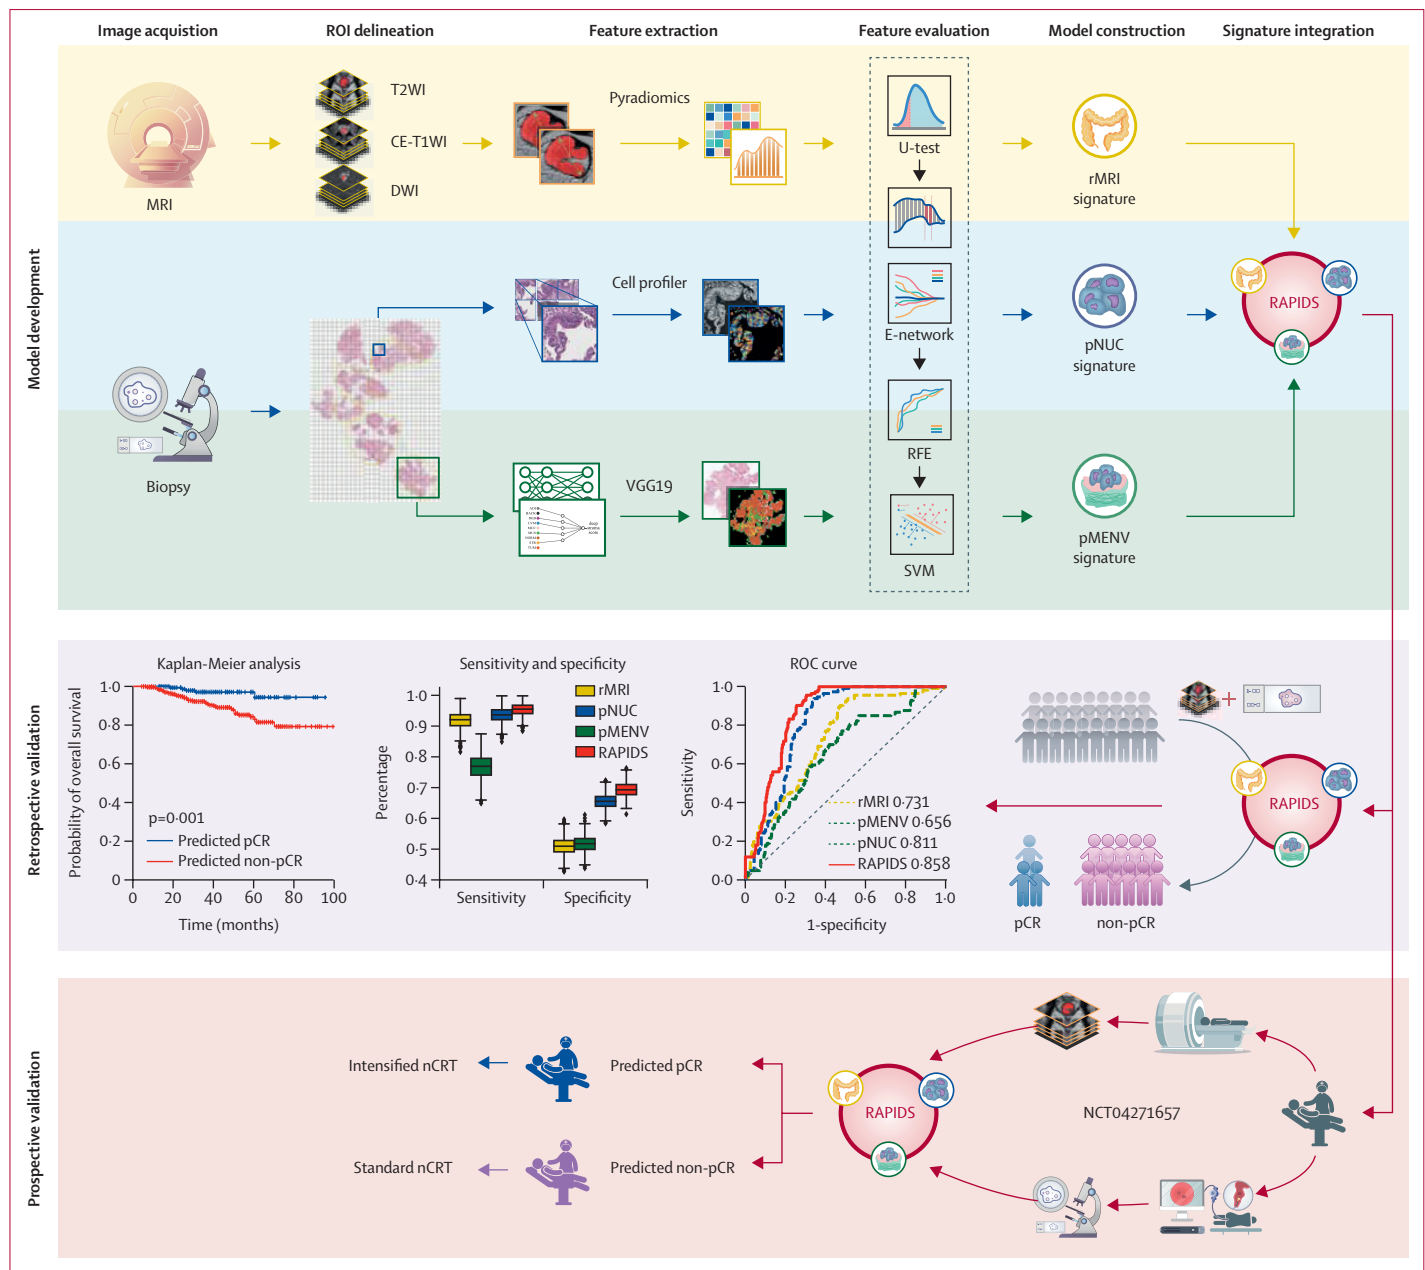 Image acquistion
ROI delineation
Feature extraction
Feature evaluation
Model construction
Signature integration
Model development
MRI
T2WI
CE-T1WI
DWI
Pyradiomics
U-test
rMRI
signature
Biopsy
Cell profiler
E-network
pNUC
signature
RAPIDS
VGG19
RFE
SVM
pMENV
signature
Retrospective validation
Kaplan-Meier analysis
Probability of overall survival
1·0
0·8
0·6
0·4
0·2
0
p=0·001
Predicted pCR
Predicted non-pCR
0 20 40 60 80 100
Time (months)
Sensitivity and specificity
Percentage
1·0
0·9
0·8
0·7
0·6
0·5
0·4
rMRI
pNUC
pMENV
RAPIDS
Sensitivity
Specificity
ROC curve
Sensitivity
1·0
0·8
0·6
0·4
0·2
0·0
rMRI 0·731
pMENV 0·656
pNUC 0·811
RAPIDS 0·858
0 0·2 0·4 0·6 0·8 1·0
1-specificity
pCR
non-pCR
RAPIDS
Prospective validation
Intensified nCRT
Predicted pCR
Standard nCRT
Predicted non-pCR
RAPIDS
NCT04271657